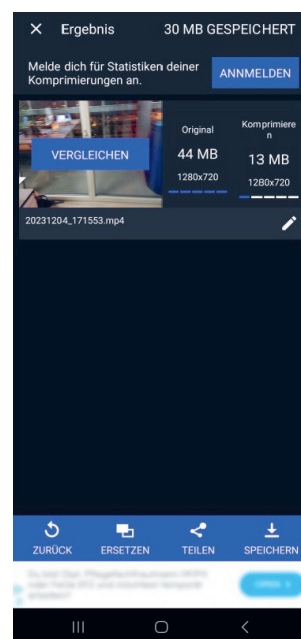 Ergebnis
30 MB GESPEICHERT
Melde dich für Statistiken deiner
Komprimierungen an.
ANNMELDEN
VERGLEICHEN
Original
44 MB
1280x720
Komprimiere
n
13 MB
1280x720
20231204_171553.mp4
ZURÜCK
ERSETZEN
TEILEN
SPEICHERN